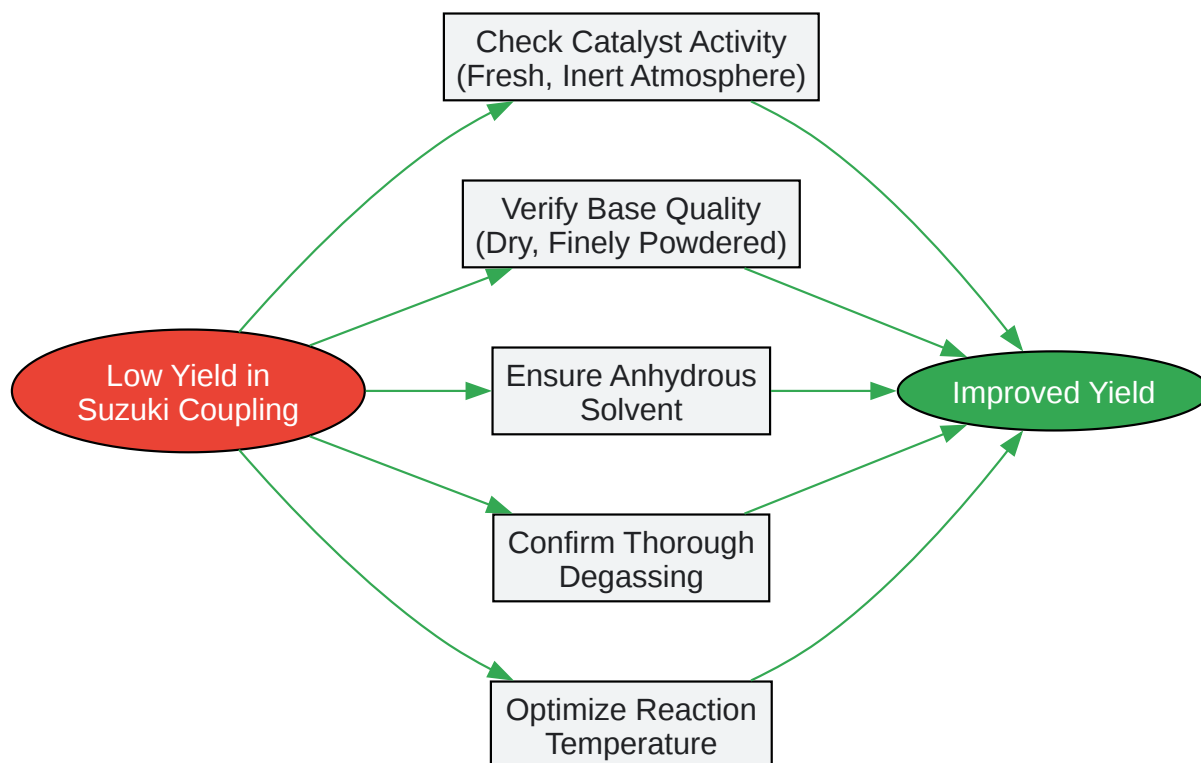 Check Catalyst Activity
(Fresh, Inert Atmosphere)
Verify Base Quality
(Dry, Finely Powdered)
Low Yield in
Suzuki Coupling
Ensure Anhydrous
Solvent
Improved Yield
Confirm Thorough
Degassing
Optimize Reaction
Temperature